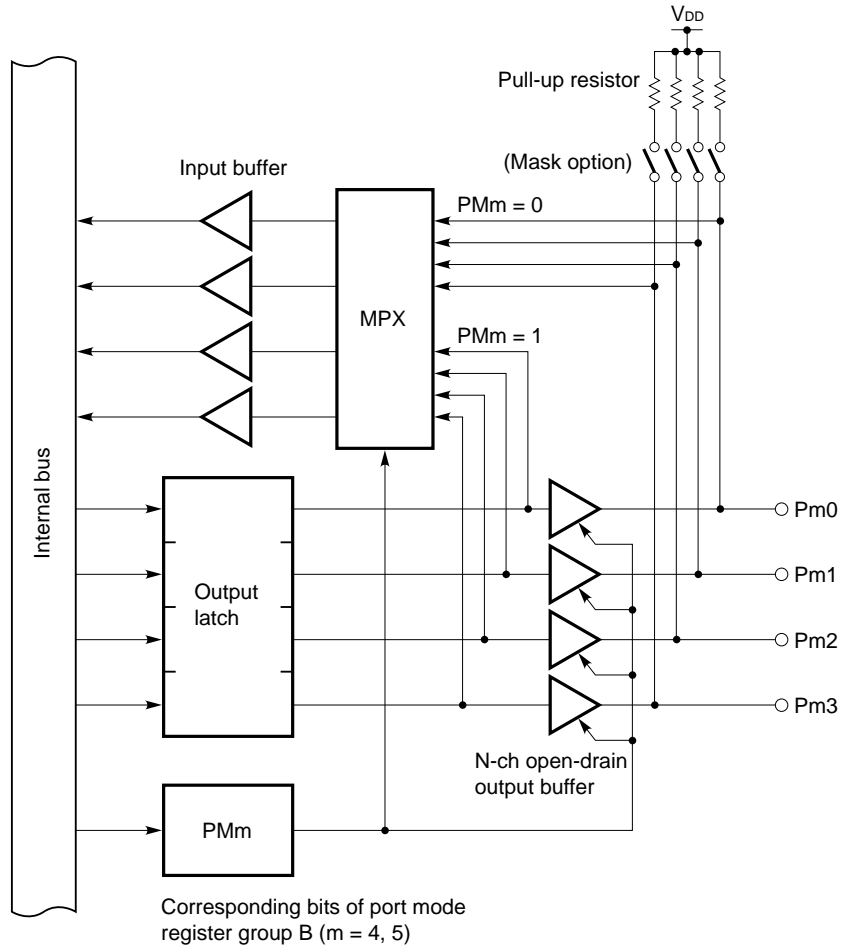 VDD
Pull-up resistor
(Mask option)
Input buffer
PMm = 0
MPX
PMm = 1
Internal bus
Output
latch
Pm0
Pm1
Pm2
Pm3
N-ch open-drain
output buffer
PMm
Corresponding bits of port mode
register group B (m = 4, 5)